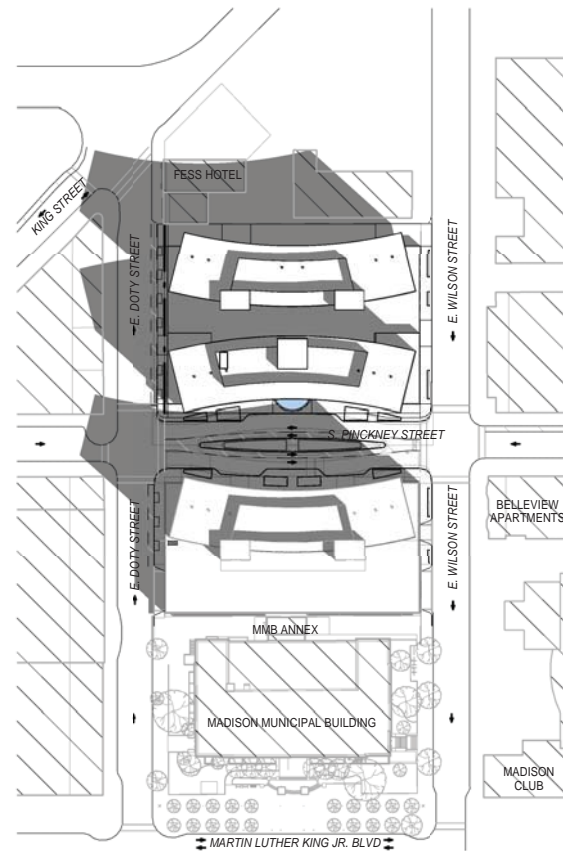 FESS HOTEL
KING STREET
E. DOTY STREET
E. WILSON STREET
S. PINCKNEY STREET
BELLEVIEW
APARTMENTS
E. DOTY STREET
E. WILSON STREET
MMB ANNEX
MADISON MUNICIPAL BUILDING
MADISON
CLUB
MARTIN LUTHER KING JR. BLVD